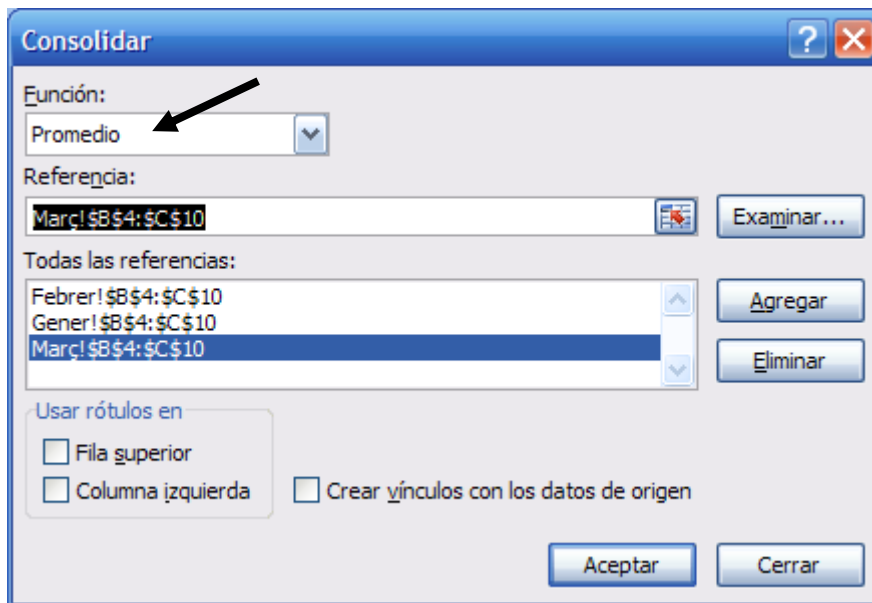 Consolidar
Función:
Promedio
Referencia:
Març!$B$4:$C$10
Examinar...
Todas las referencias:
Febrer!$B$4:$C$10
Gener!$B$4:$C$10
Març!$B$4:$C$10
Agregar
Eliminar
Usar rótulos en
Fila superior
Columna izquierda
Crear vínculos con los datos de origen
Aceptar
Cerrar